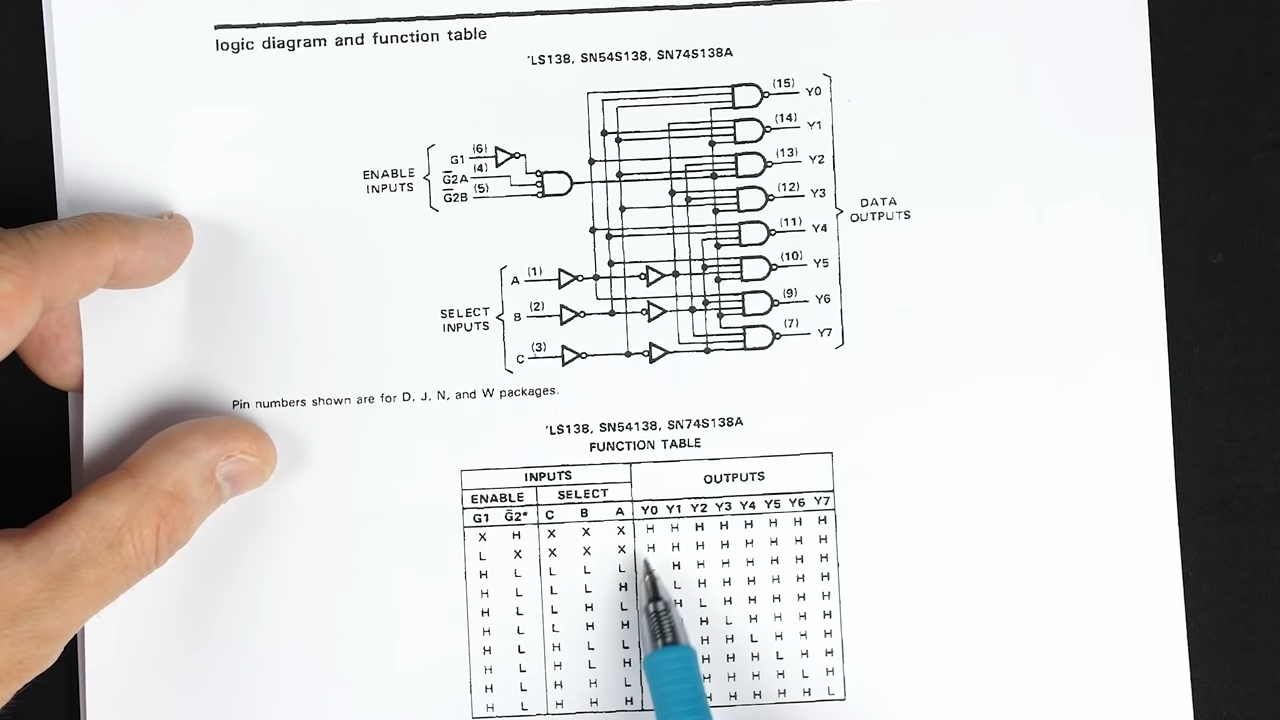 logic diagram and function table
'LS138, SN54S138, SN74S138A
(15) Y0
(14) Y1
(13) Y2
(12) Y3
(11) Y4
(10) Y5
(9) Y6
(7) Y7
DATA
OUTPUTS
ENABLE
INPUTS
G1 (6)
G̅2A (4)
G̅2B (5)
SELECT
INPUTS
A (1)
B (2)
C (3)
Pin numbers shown are for D, J, N, and W packages.
'LS138, SN54138, SN74S138A
FUNCTION TABLE
INPUTS OUTPUTS
ENABLE SELECT
G1 G̅2* C B A Y0 Y1 Y2 Y3 Y4 Y5 Y6 Y7
X H X X X H H H H H H H H
L X X X X H H H H H H H H
H L L L L H H H H H H H
H L L L H L H H H H H H
H L L H L H L H H H H H
H L L H H H L H H H H
H L H L L H H L H H H
H L H L H H H H L H H
H L H H L H H H H L H
H L H H H H H H H H L